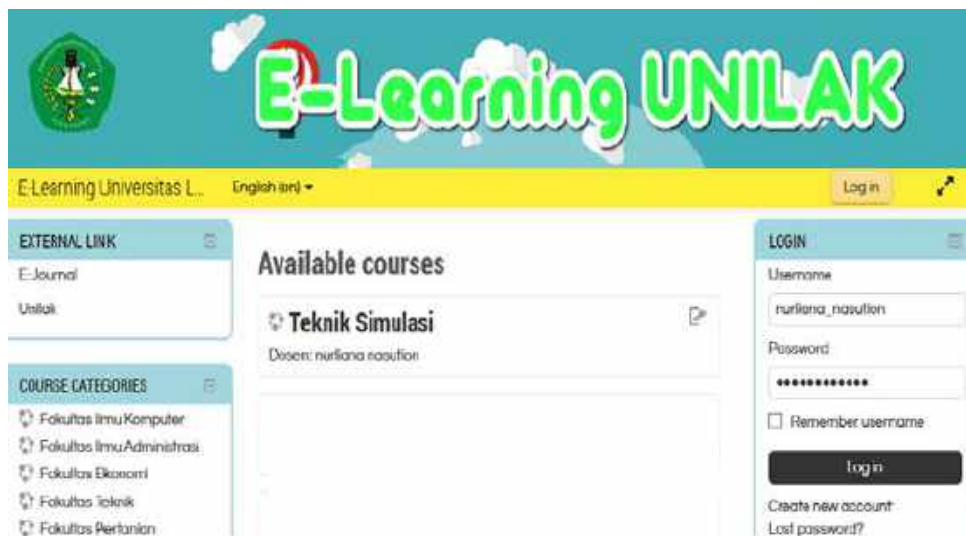 E-Learning UNILAK
E-Learning Universitas L...
English (en)
Log in
EXTERNAL LINK
E-Journal
Unilak
COURSE CATEGORIES
Fakultas Ilmu Komputer
Fakultas Ilmu Administrasi
Fakultas Ekonomi
Fakultas Teknik
Fakultas Pertanian
Available courses
Teknik Simulasi
Dosen: nurliana nasution
LOGIN
Username
nurliana_nasution
Password
••••••••••••
Remember username
Log in
Create new account
Lost password?